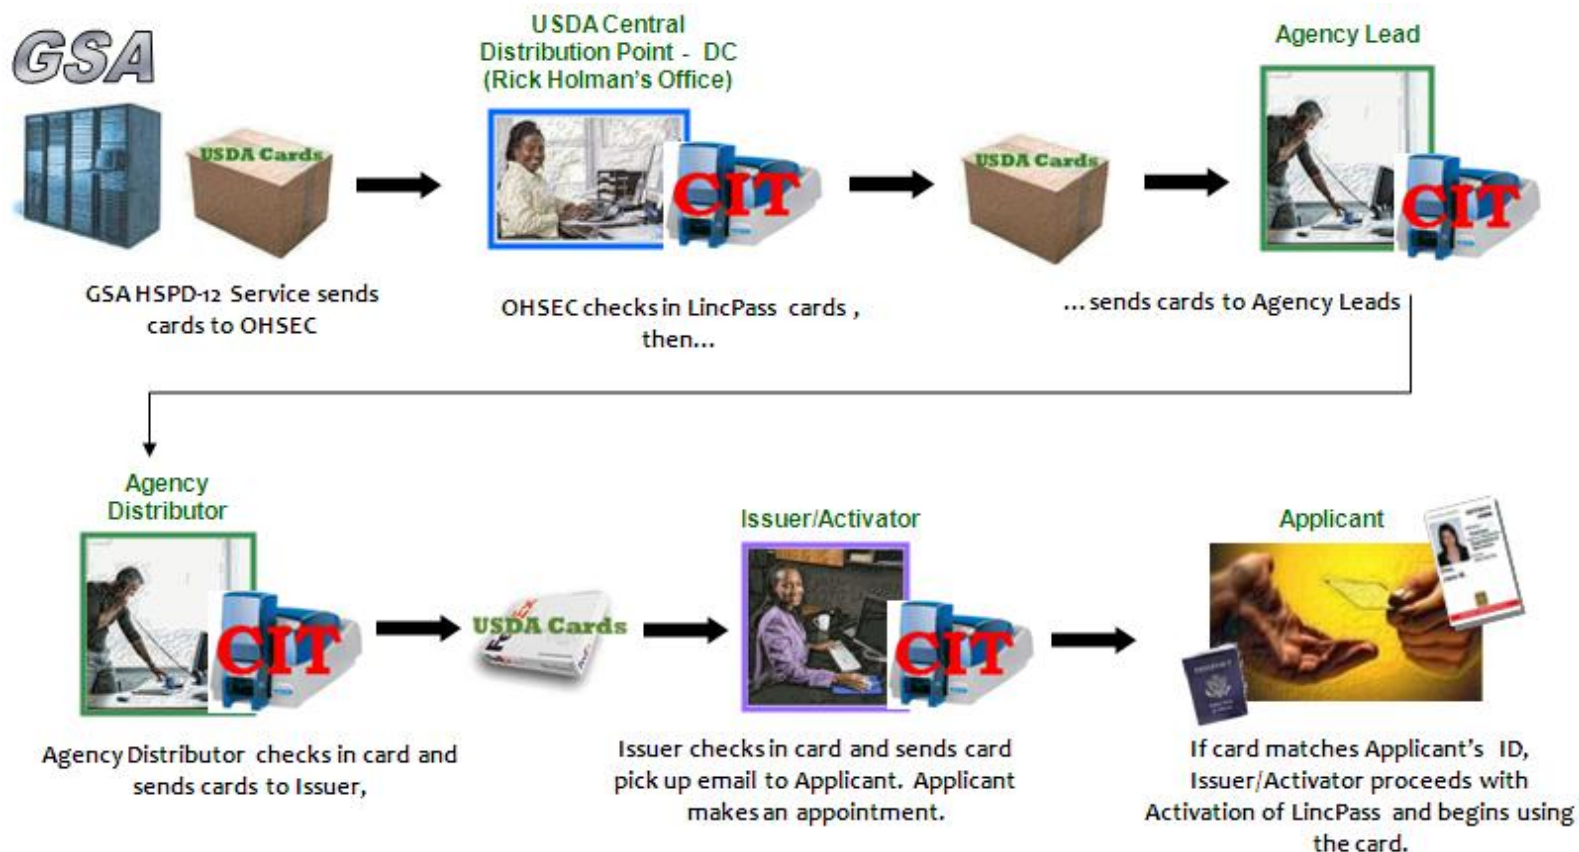 GSA
USDA Central
Distribution Point - DC
(Rick Holman's Office)
Agency Lead
USDA Cards
CIT
USDA Cards
CIT
GSA HSPD-12 Service sends
cards to OHSEC
OHSEC checks in LincPass cards ,
then...
...sends cards to Agency Leads
Agency
Distributor
Issuer/Activator
Applicant
CIT
USDA Cards
CIT
PASSPORT
Agency Distributor checks in card and
sends cards to Issuer,
Issuer checks in card and sends card
pick up email to Applicant. Applicant
makes an appointment.
If card matches Applicant's ID,
Issuer/Activator proceeds with
Activation of LincPass and begins using
the card.